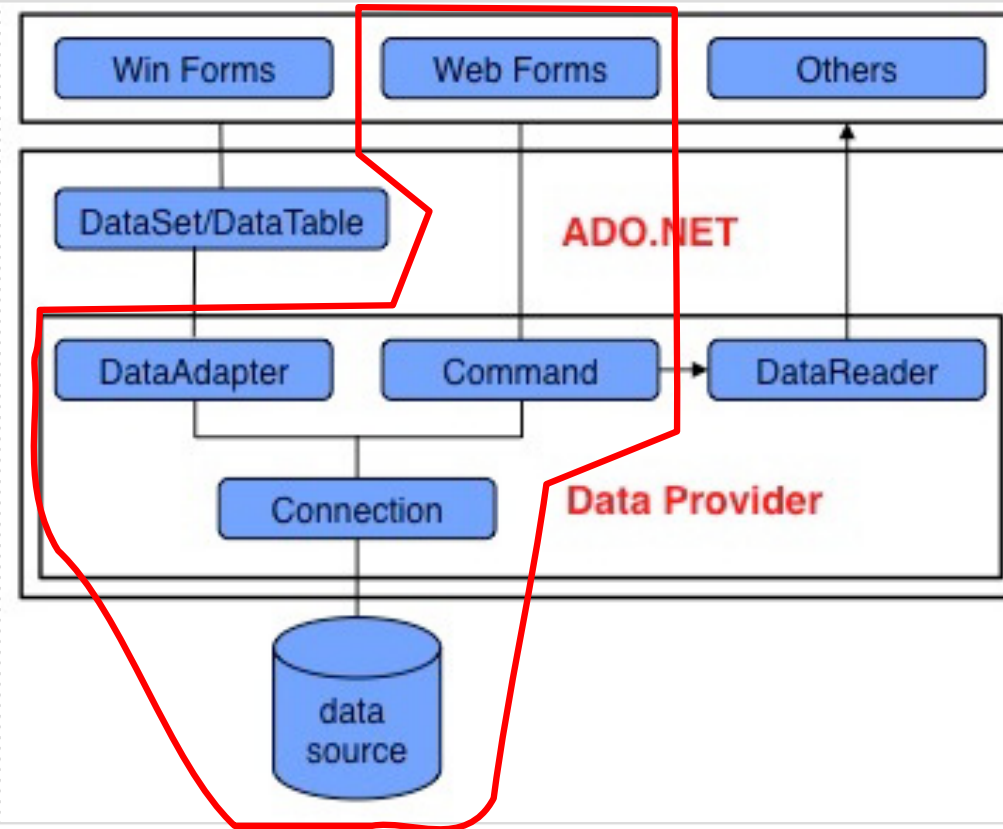 Win Forms
Web Forms
Others
DataSet/DataTable
ADO.NET
DataAdapter
Command
DataReader
Connection
Data Provider
data
source